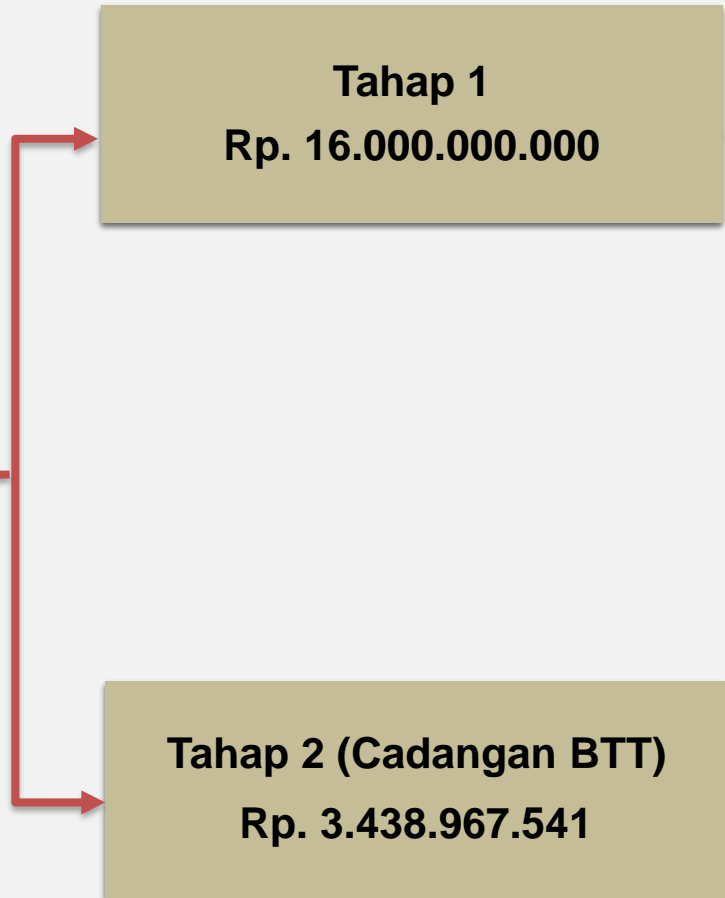 Tahap 1
Rp. 16.000.000.000
Tahap 2 (Cadangan BTT)
Rp. 3.438.967.541